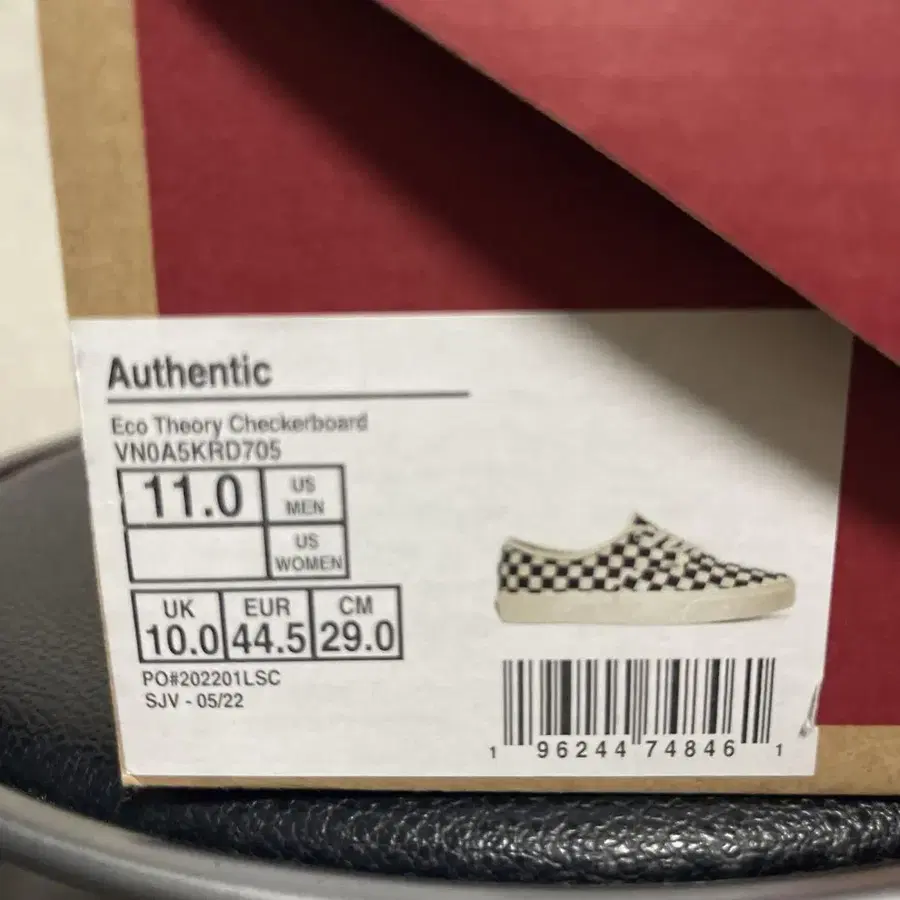 Authentic
Eco Theory Checkerboard
VN0A5KRD705
11.0 US MEN
US WOMEN
UK EUR CM
10.0 44.5 29.0
PO#202201LSC
SJV - 05/22
1 96244 74846 1